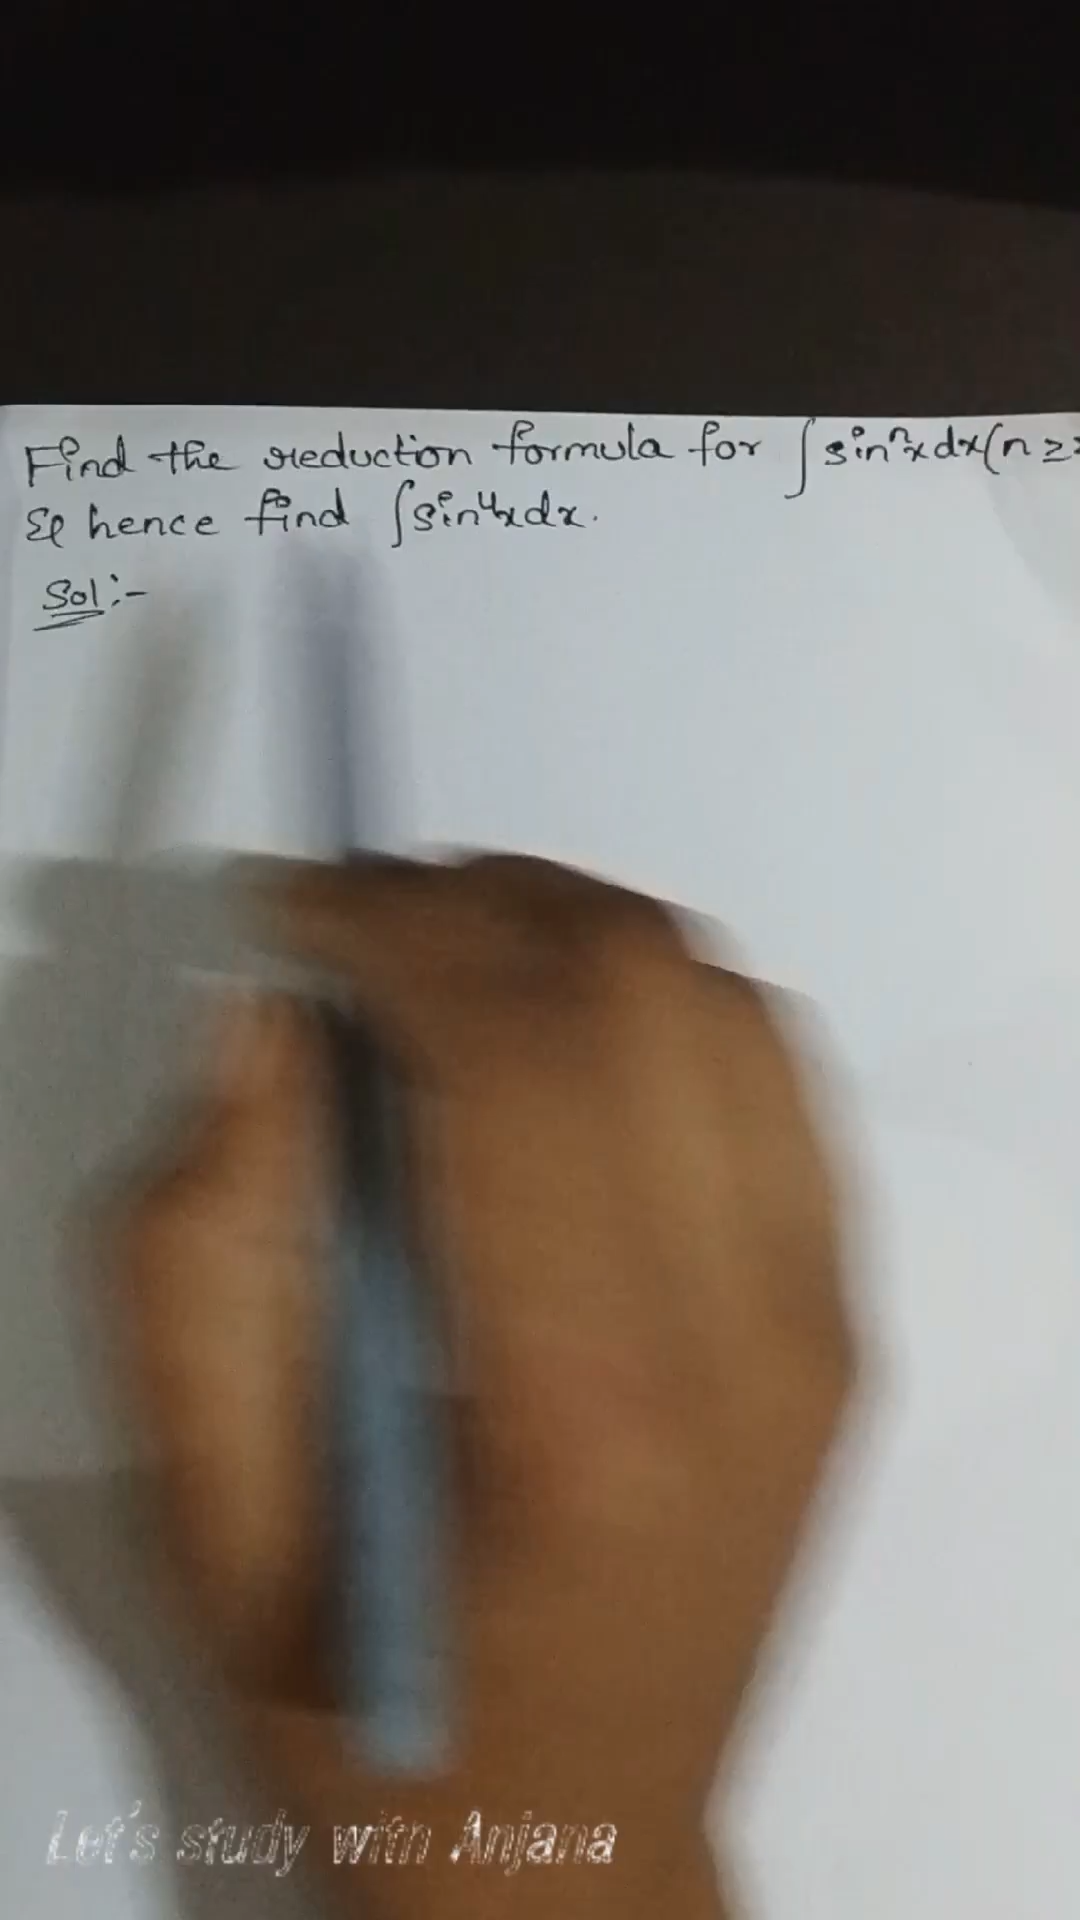 Find the reduction formula for ∫sinⁿx dx (n ≥
& hence find ∫sin⁴x dx.
Sol:-
Let's study with Anjana